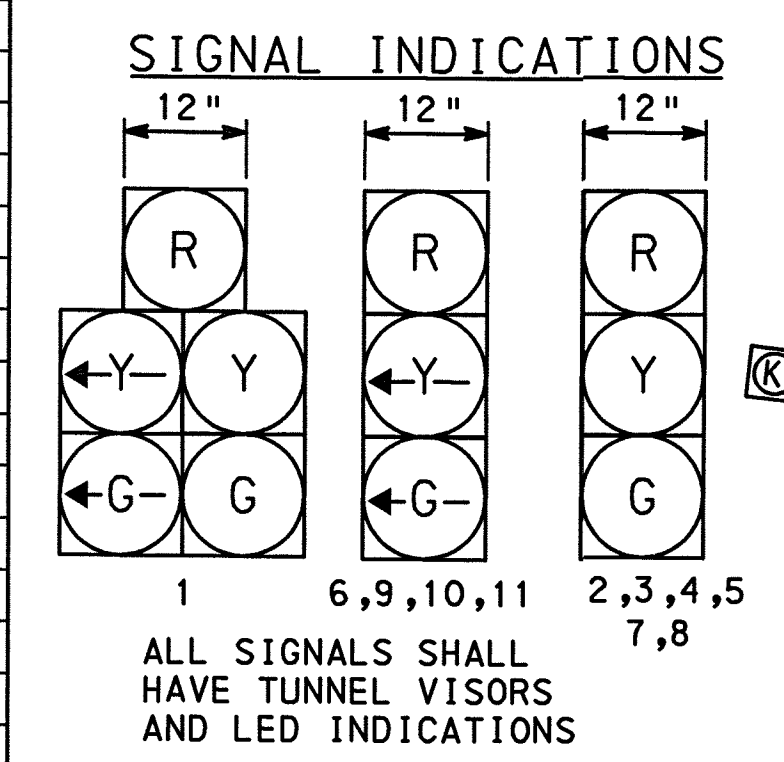 SIGNAL INDICATIONS
12" 12" 12"
R R R
Y Y Y Y
K
G G G G
1 6,9,10,11 2,3,4,5
7,8
ALL SIGNALS SHALL
HAVE TUNNEL VISORS
AND LED INDICATIONS